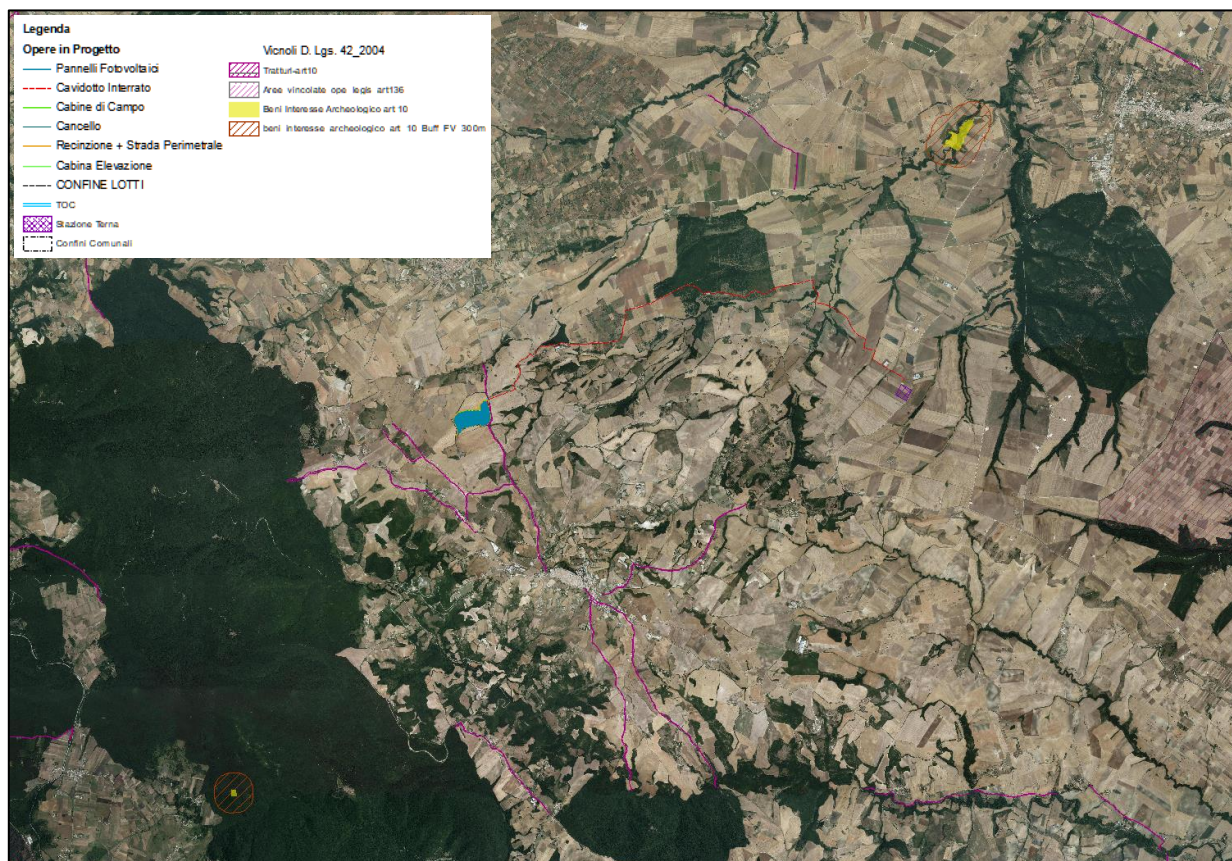 Legenda
Opere in Progetto
Pannelli Fotovoltaici
Cavidotto Interrato
Cabine di Campo
Cancello
Recinzione + Strada Perimetrale
Cabina Elevazione
CONFINE LOTTI
TOC
Stazione Terna
Confini Comunali
Vicnoli D. Lgs. 42_2004
Tratturi-art10
Aree vincolate ope legis art136
Beni Interesse Archeologico art 10
beni interesse archeologico art 10 Buff FV 300m